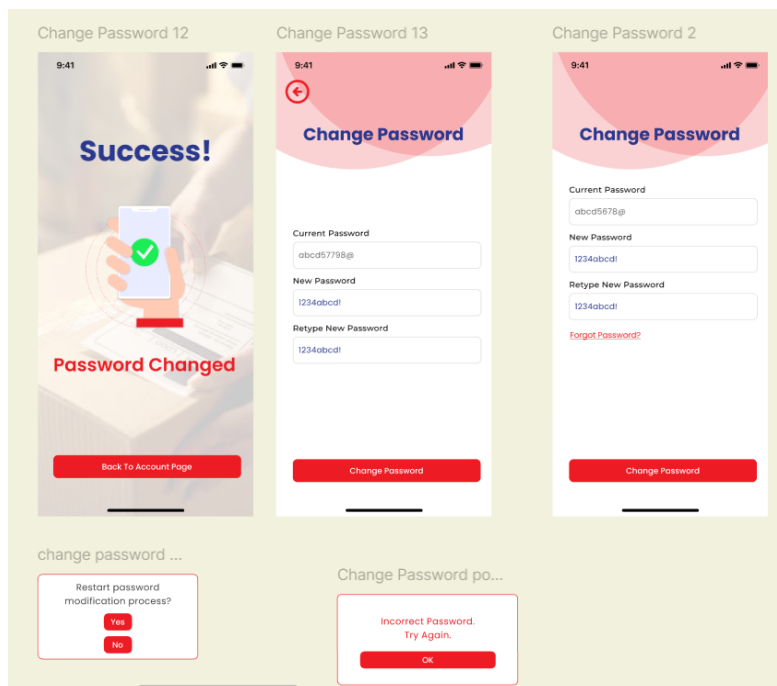 Change Password 12
9:41
Success!
Password Changed
Back To Account Page
Change Password 13
9:41
Change Password
Current Password
abcd57798@
New Password
1234abcd!
Retype New Password
1234abcd!
Change Password
Change Password 2
9:41
Change Password
Current Password
abcd5678@
New Password
1234abcd!
Retype New Password
1234abcd!
Forgot Password?
Change Password
change password ...
Restart password
modification process?
Yes
No
Change Password po...
Incorrect Password.
Try Again.
OK